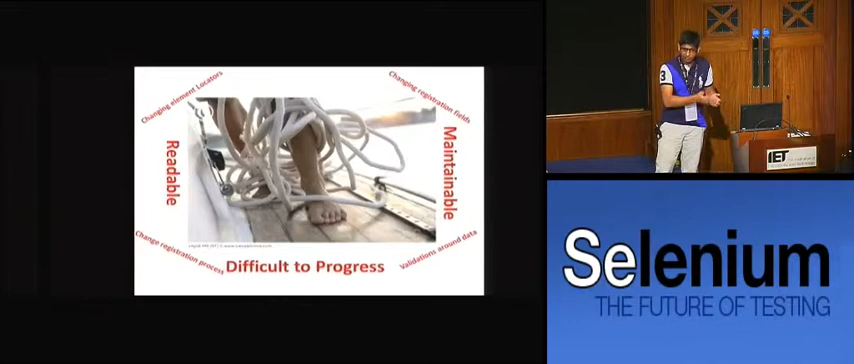 Changing element Locators
Changing registration fields
Readable
Maintainable
Change registration process
Difficult to Progress
Validations around data
3
IET
Selenium
THE FUTURE OF TESTING